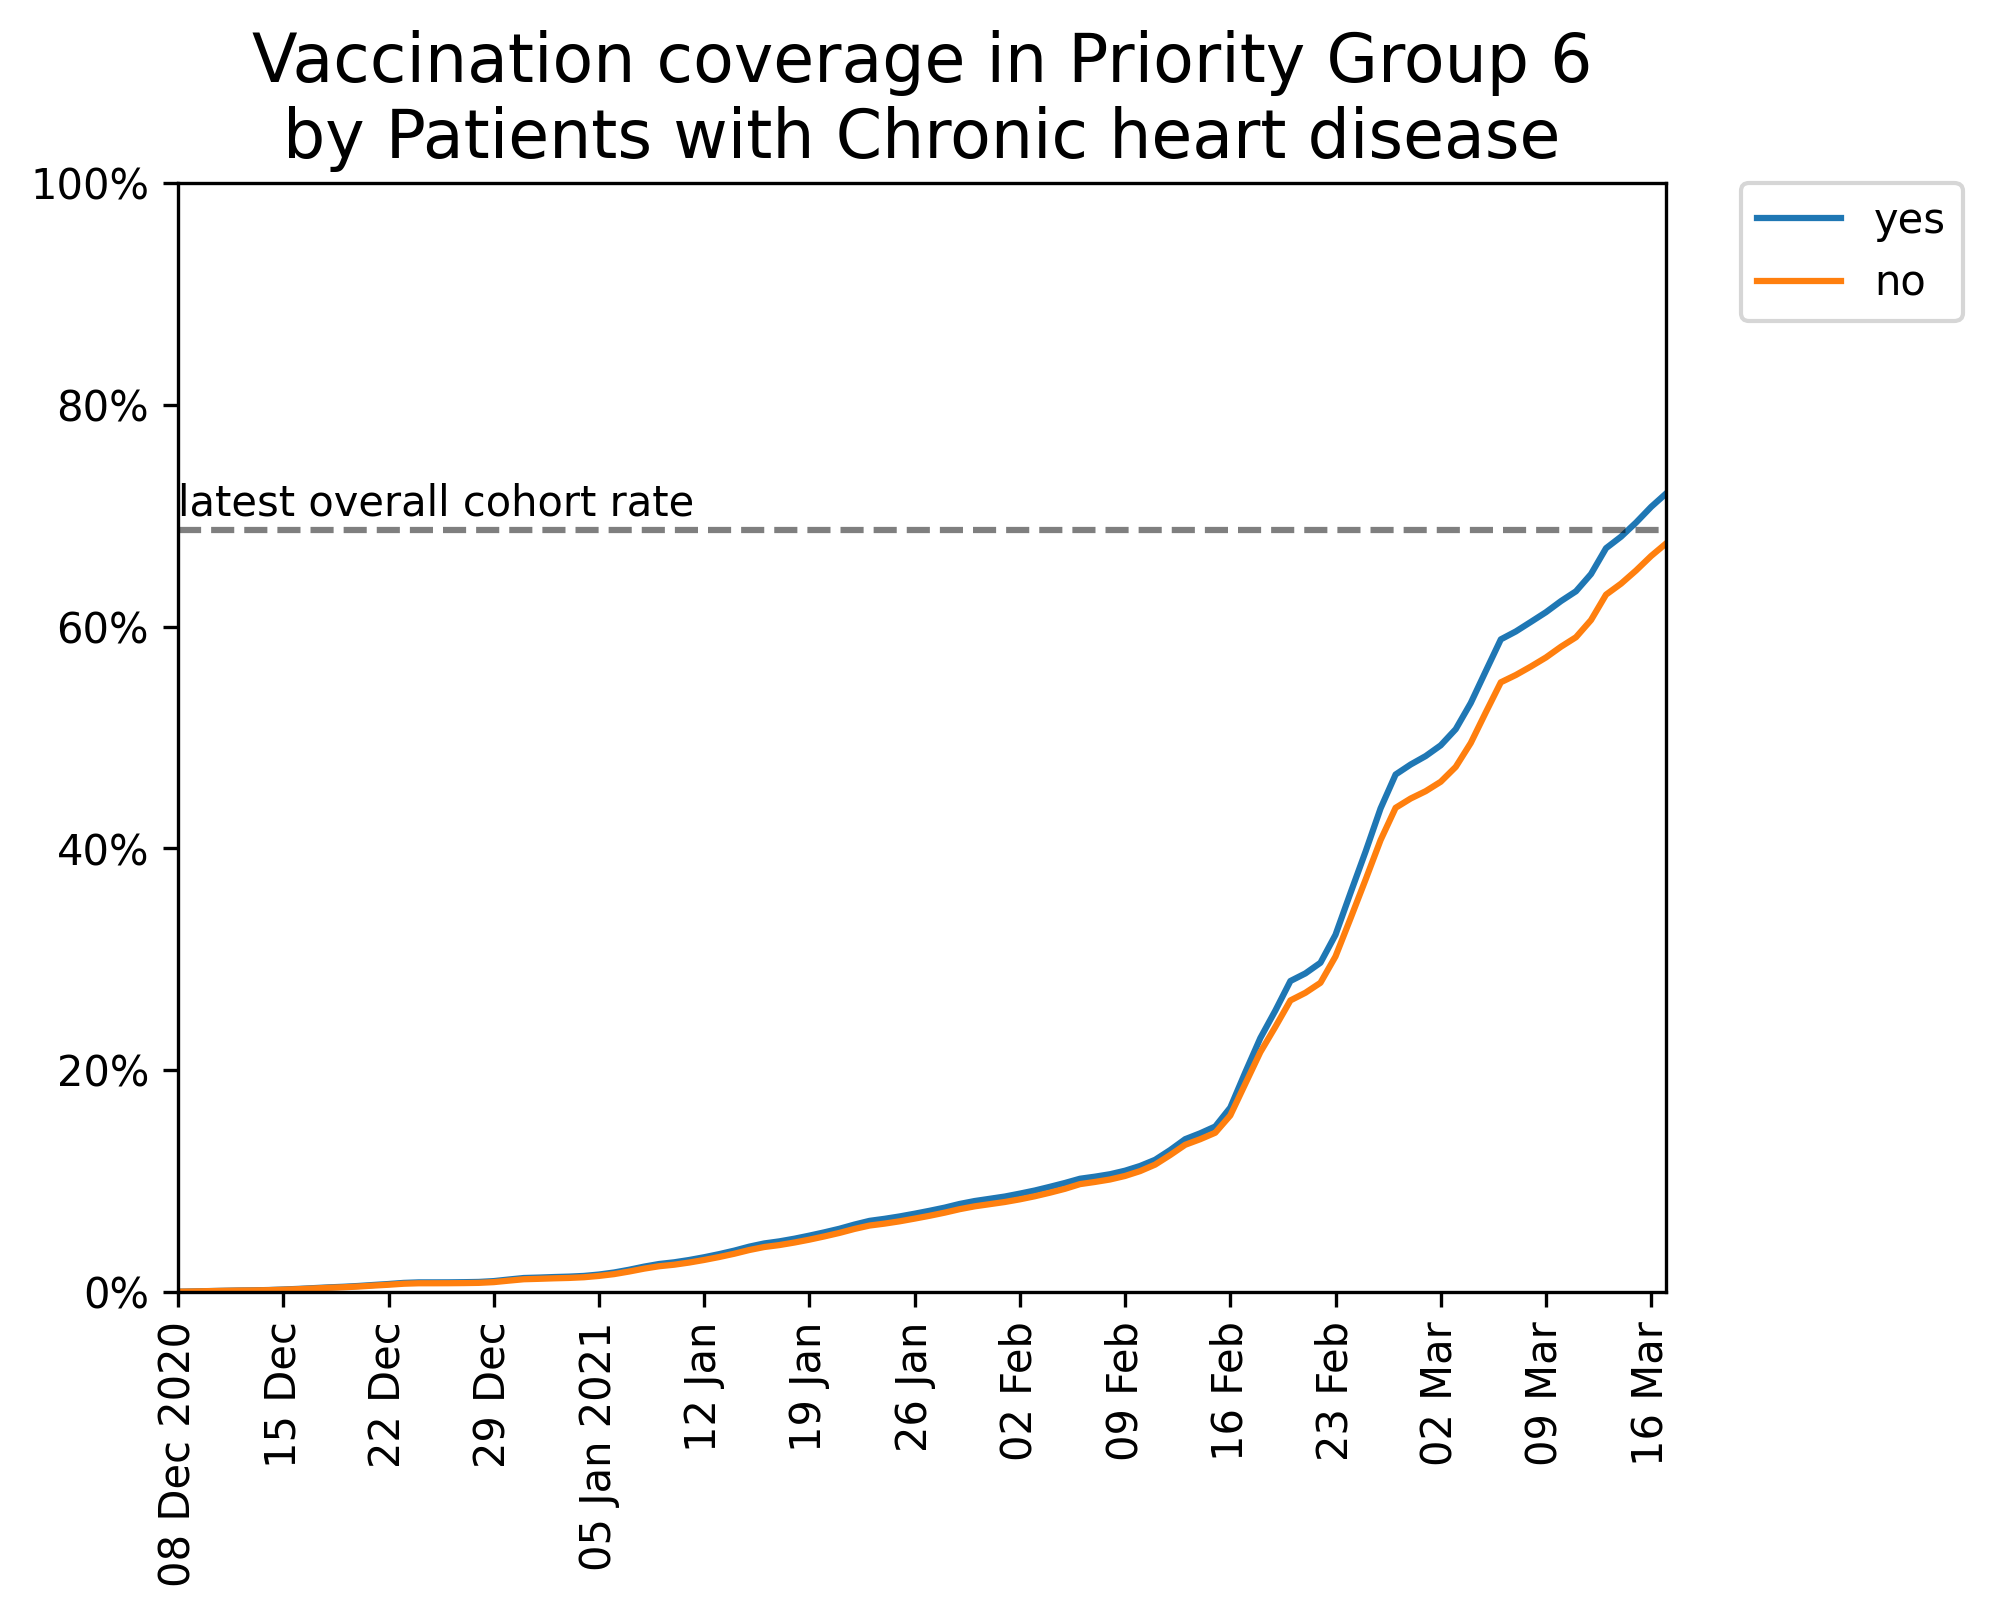 Vaccination coverage in Priority Group 6
by Patients with Chronic heart disease
100%
80%
60%
40%
20%
0%
latest overall cohort rate
yes
no
08 Dec 2020
15 Dec
22 Dec
29 Dec
05 Jan 2021
12 Jan
19 Jan
26 Jan
02 Feb
09 Feb
16 Feb
23 Feb
02 Mar
09 Mar
16 Mar